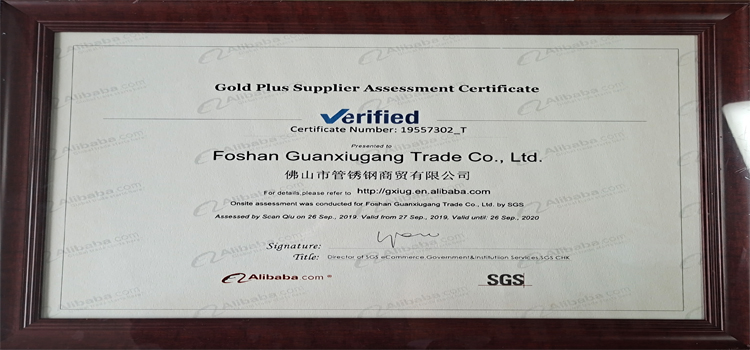 Gold Plus Supplier Assessment Certificate
Verified
Certificate Number: 19557302_T
Presented to
Foshan Guanxiugang Trade Co., Ltd.
佛山市管锈钢商贸有限公司
For details,please refer to http://gxiug.en.alibaba.com
Onsite assessment was conducted for Foshan Guanxiugang Trade Co., Ltd. by SGS
Assessed by Scan Qiu on 26 Sep., 2019. Valid from 27 Sep., 2019, Valid until: 26 Sep., 2020
Signature:
Title: Director of SGS eCommerce,Government&Institution Services,SGS CHK
Alibaba.com® SGS